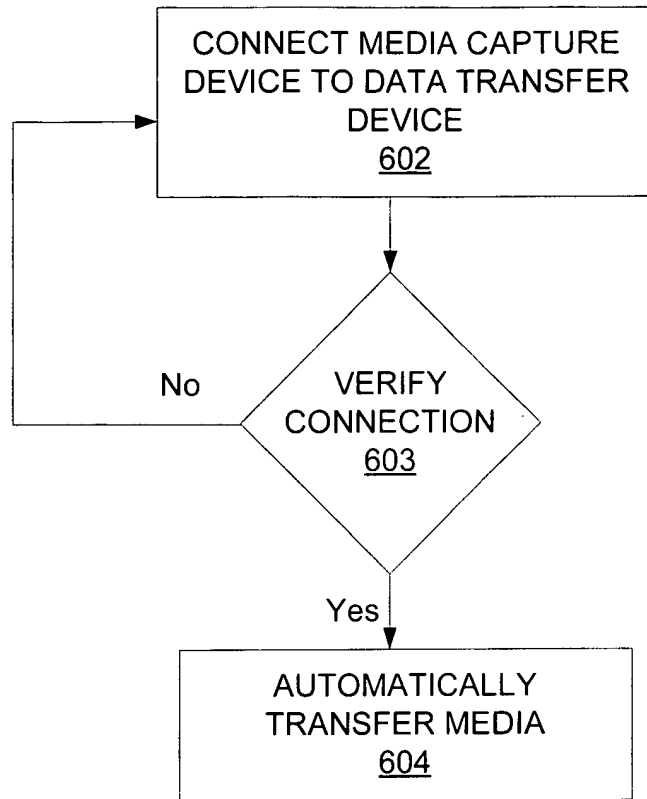 CONNECT MEDIA CAPTURE
DEVICE TO DATA TRANSFER
DEVICE
602
No
VERIFY
CONNECTION
603
Yes
AUTOMATICALLY
TRANSFER MEDIA
604